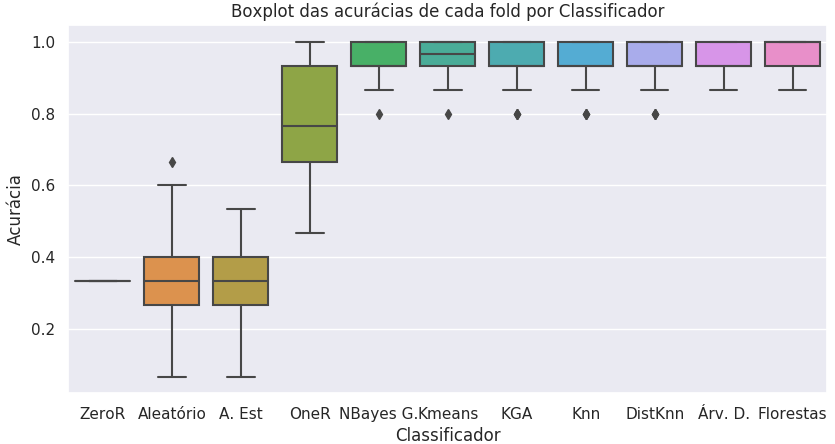 Boxplot das acurácias de cada fold por Classificador
Acurácia
1.0
0.8
0.6
0.4
0.2
ZeroR Aleatório A. Est OneR NBayes G. Kmeans KGA Knn DistKnn Árv. D. Florestas
Classificador